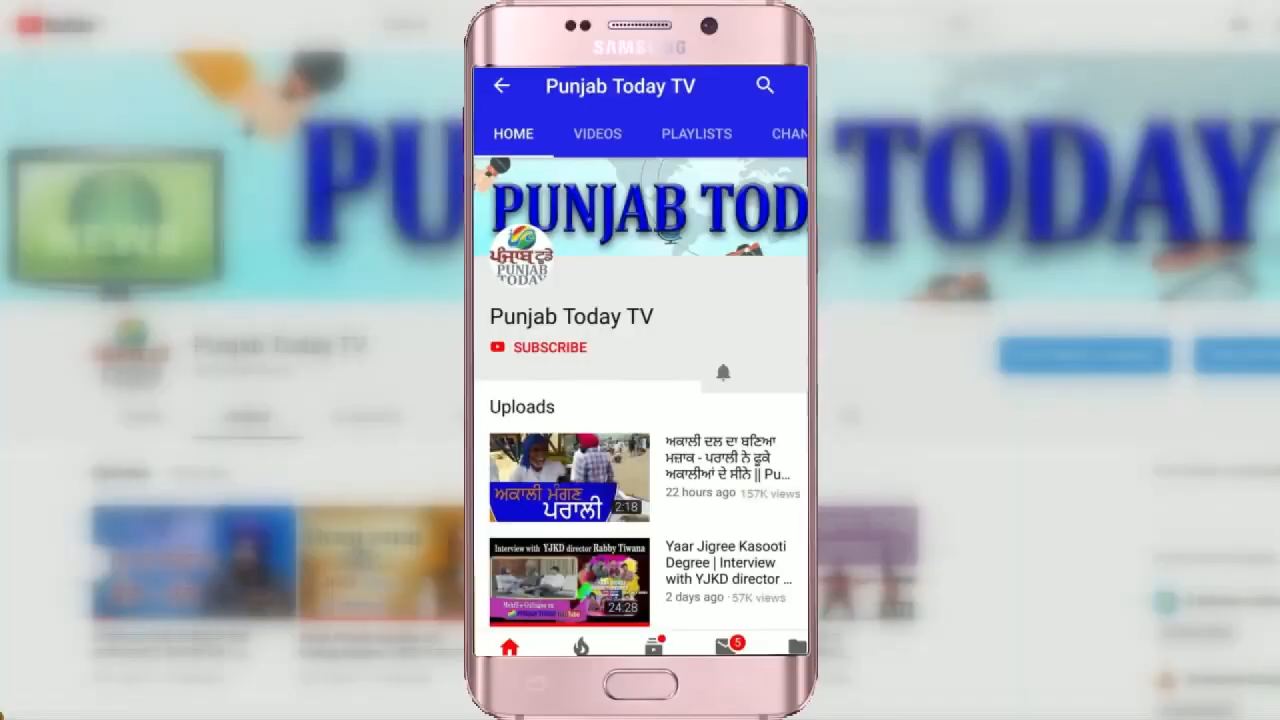 SAMSUNG
Punjab Today TV
HOME VIDEOS PLAYLISTS CHAN
PUNJAB TOD
PU
TODAY
ਪੰਜਾਬ ਟੂਡੇ
PUNJAB
TODAY
Punjab Today TV
SUBSCRIBE
Uploads
ਅਕਾਲੀ ਮੰਗਣ
ਪਰਾਲੀ
2:18
ਅਕਾਲੀ ਦਲ ਦਾ ਬਣਿਆ
ਮਜ਼ਾਕ - ਪਰਾਲੀ ਨੇ ਫੂਕੇ
ਅਕਾਲੀਆਂ ਦੇ ਸੀਨੇ || Pu...
22 hours ago 157K views
Interview with YJKD director Rabby Tiwana
24:28
Yaar Jigree Kasooti
Degree | Interview
with YJKD director ...
2 days ago · 57K views
5